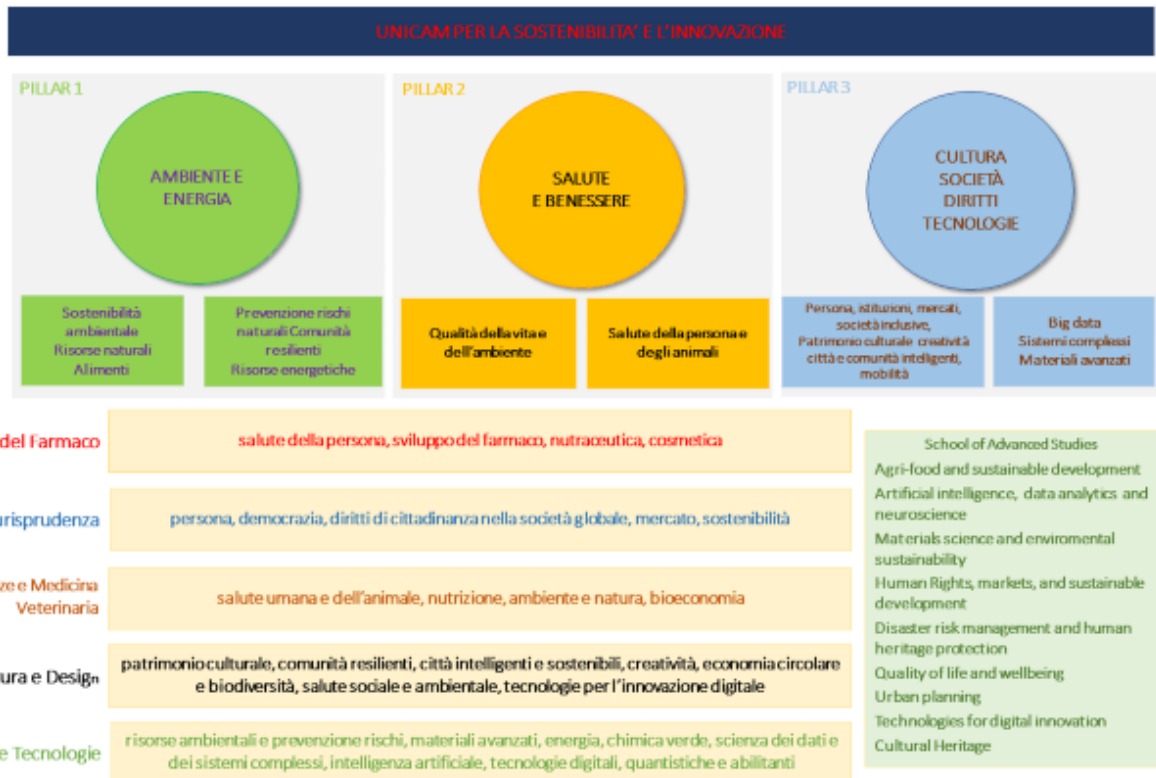 UNICAM PER LA SOSTENIBILITA' E L'INNOVAZIONE
PILLAR 1
AMBIENTE E
ENERGIA
Sostenibilità
ambientale
Risorse naturali
Alimenti
Prevenzione rischi
naturali Comunità
resilienti
Risorse energetiche
PILLAR 2
SALUTE
E BENESSERE
Qualità della vita e
dell'ambiente
Salute della persona e
degli animali
PILLAR 3
CULTURA
SOCIETÀ
DIRITTI
TECNOLOGIE
Persona, istituzioni, mercati,
società inclusive,
Patrimonio culturale creatività
città e comunità intelligenti,
mobilità
Big data
Sistemi complessi
Materiali avanzati
del Farmaco
salute della persona, sviluppo del farmaco, nutraceutica, cosmetica
urisprudenza
persona, democrazia, diritti di cittadinanza nella società globale, mercato, sostenibilità
ze e Medicina
Veterinaria
salute umana e dell'animale, nutrizione, ambiente e natura, bioeconomia
ura e Design
patrimonio culturale, comunità resilienti, città intelligenti e sostenibili, creatività, economia circolare
e biodiversità, salute sociale e ambientale, tecnologie per l'innovazione digitale
e Tecnologie
risorse ambientali e prevenzione rischi, materiali avanzati, energia, chimica verde, scienza dei dati e
dei sistemi complessi, intelligenza artificiale, tecnologie digitali, quantistiche e abilitanti
School of Advanced Studies
Agri-food and sustainable development
Artificial intelligence, data analytics and
neuroscience
Materials science and enviromental
sustainability
Human Rights, markets, and sustainable
development
Disaster risk management and human
heritage protection
Quality of life and wellbeing
Urban planning
Technologies for digital innovation
Cultural Heritage